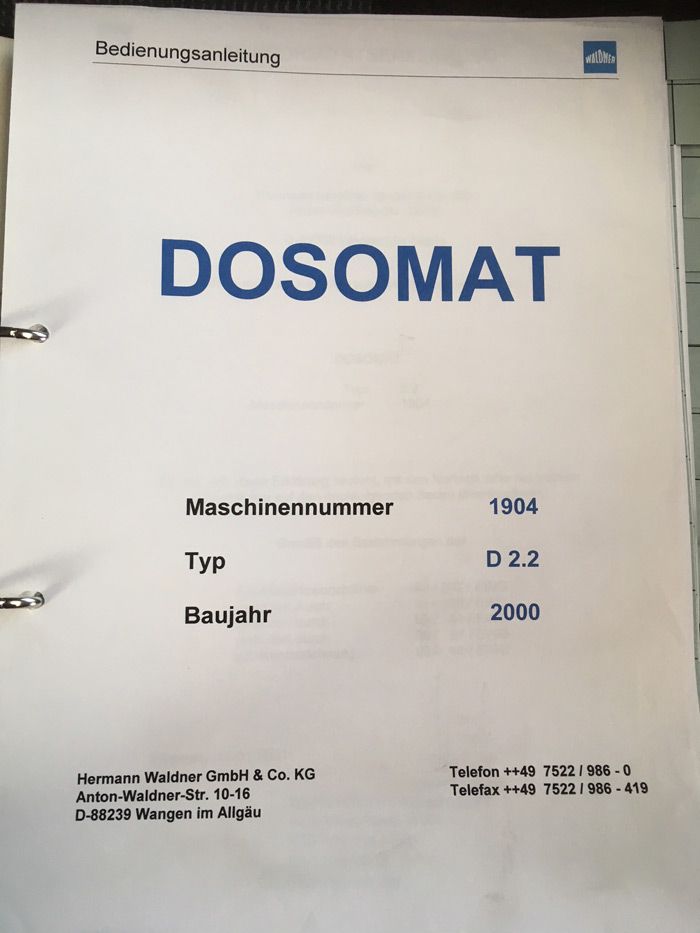 Bedienungsanleitung
WALDNER
DOSOMAT
Maschinennummer 1904
Typ D 2.2
Baujahr 2000
Hermann Waldner GmbH & Co. KG
Anton-Waldner-Str. 10-16
D-88239 Wangen im Allgäu
Telefon ++49 7522 / 986 - 0
Telefax ++49 7522 / 986 - 419